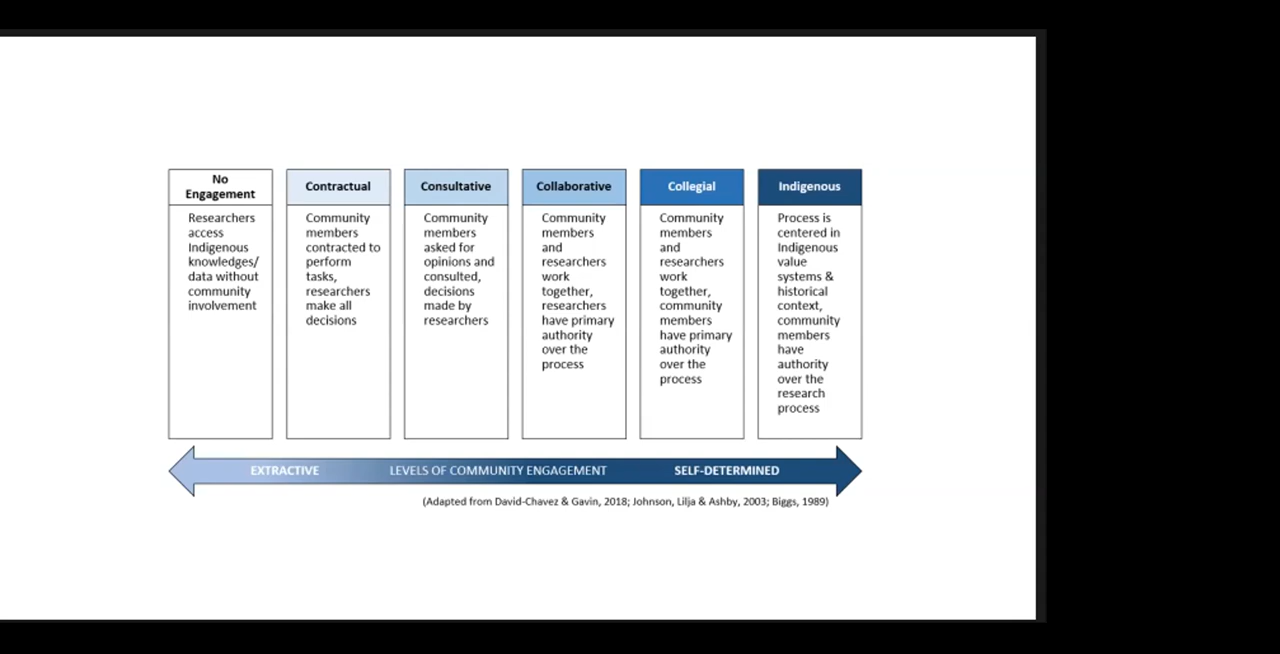 No
Engagement
Researchers
access
Indigenous
knowledges/
data without
community
involvement
Contractual
Community
members
contracted to
perform
tasks,
researchers
make all
decisions
Consultative
Community
members
asked for
opinions and
consulted,
decisions
made by
researchers
Collaborative
Community
members
and
researchers
work
together,
researchers
have primary
authority
over the
process
Collegial
Community
members
and
researchers
work
together,
community
members
have primary
authority
over the
process
Indigenous
Process is
centered in
Indigenous
value
systems &
historical
context,
community
members
have
authority
over the
research
process
EXTRACTIVE LEVELS OF COMMUNITY ENGAGEMENT SELF-DETERMINED
(Adapted from David-Chavez & Gavin, 2018; Johnson, Lilja & Ashby, 2003; Biggs, 1989)